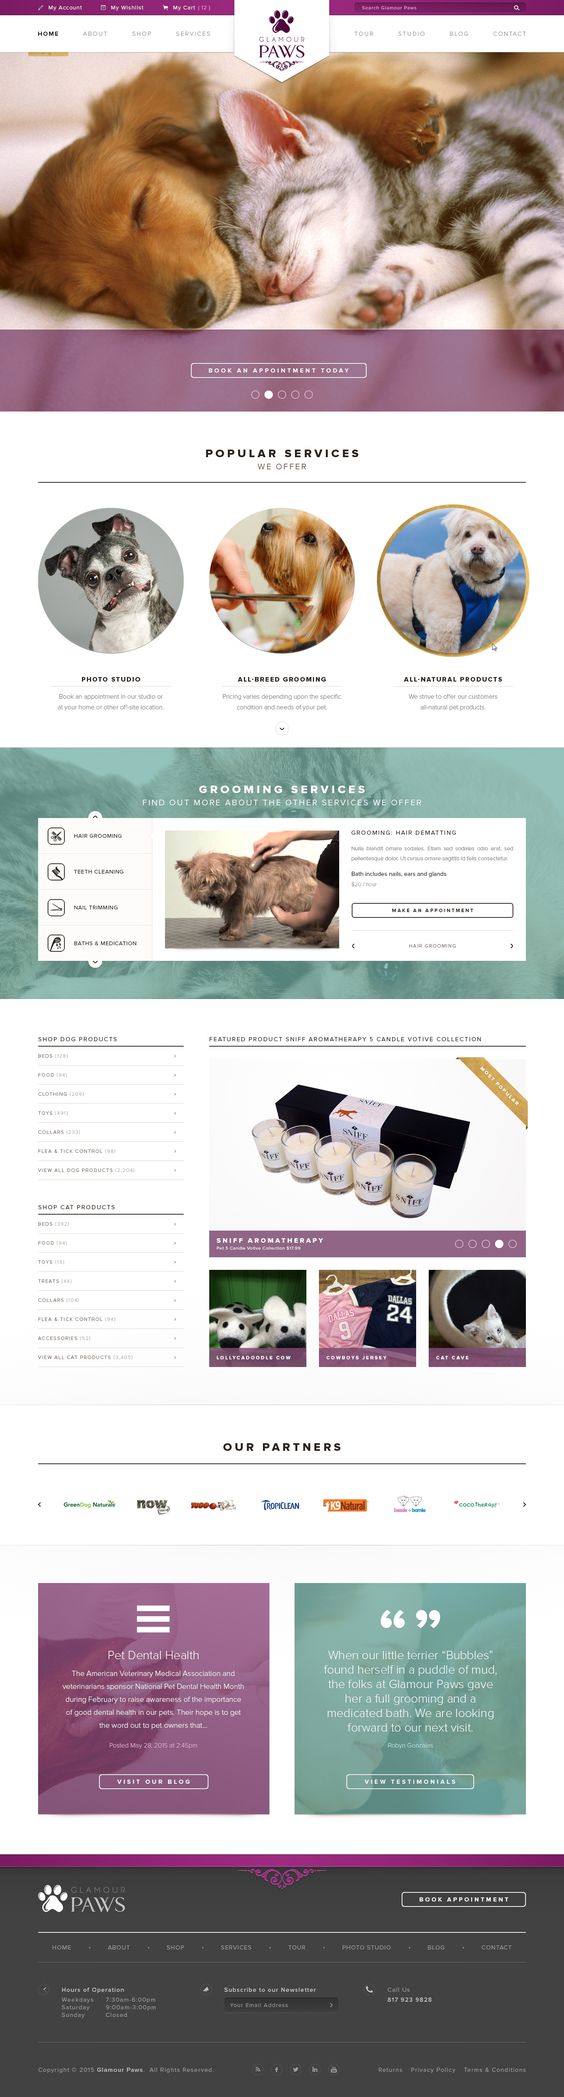 My Account
My Wishlist
My Cart ( 12 )
Search Glamour Paws
HOME
ABOUT
SHOP
SERVICES
GLAMOUR
PAWS
TOUR
STUDIO
BLOG
CONTACT
BOOK AN APPOINTMENT TODAY
POPULAR SERVICES
WE OFFER
PHOTO STUDIO
Book an appointment in our studio or
at your home or other off-site location.
ALL-BREED GROOMING
Pricing varies depending upon the specific
condition and needs of your pet.
ALL-NATURAL PRODUCTS
We strive to offer our customers
all-natural pet products.
GROOMING SERVICES
FIND OUT MORE ABOUT THE OTHER SERVICES WE OFFER
HAIR GROOMING
TEETH CLEANING
NAIL TRIMMING
BATHS & MEDICATION
GROOMING: HAIR DEMATTING
Nulla blandit ornare sodales. Etiam sed sodales odio erat, sed
pellentesque dolor. Ut cursus ornare sagittis id felis consectetur.
Bath includes nails, ears and glands
$20 / hour
MAKE AN APPOINTMENT
HAIR GROOMING
SHOP DOG PRODUCTS
BEDS (128)
FOOD (94)
CLOTHING (209)
TOYS (491)
COLLARS (233)
FLEA & TICK CONTROL (98)
VIEW ALL DOG PRODUCTS (2,204)
SHOP CAT PRODUCTS
BEDS (392)
FOOD (94)
TOYS (15)
TREATS (44)
COLLARS (104)
FLEA & TICK CONTROL (94)
ACCESSORIES (52)
VIEW ALL CAT PRODUCTS (3,405)
FEATURED PRODUCT SNIFF AROMATHERAPY 5 CANDLE VOTIVE COLLECTION
MOST POPULAR
SNIFF
SNIFF
SNIFF
SNIFF
SNIFF
SNIFF
SNIFF AROMATHERAPY
Pet 5 Candle Votive Collection $17.99
LOLLYCADOODLE COW
DALLAS
9
DALLAS
24
COWBOYS JERSEY
CAT CAVE
OUR PARTNERS
GreenDog Naturals
now
TROPICLEAN
K9 Natural
bessie + barnie
COCOTHERAPY
Pet Dental Health
The American Veterinary Medical Association and
veterinarians sponsor National Pet Dental Health Month
during February to raise awareness of the importance
of good dental health in our pets. Their hope is to get
the word out to pet owners that...
Posted May 28, 2015 at 2:45pm
VISIT OUR BLOG
“ ”
When our little terrier “Bubbles”
found herself in a puddle of mud,
the folks at Glamour Paws gave
her a full grooming and a
medicated bath. We are looking
forward to our next visit.
Robyn Gonzales
VIEW TESTIMONIALS
GLAMOUR
PAWS
BOOK APPOINTMENT
HOME • ABOUT • SHOP • SERVICES • TOUR • PHOTO STUDIO • BLOG • CONTACT
Hours of Operation
Weekdays 7:30am-6:00pm
Saturday 9:00am-3:00pm
Sunday Closed
Subscribe to our Newsletter
Your Email Address
Call Us
817 923 9828
Copyright © 2015 Glamour Paws. All Rights Reserved.
Returns Privacy Policy Terms & Conditions